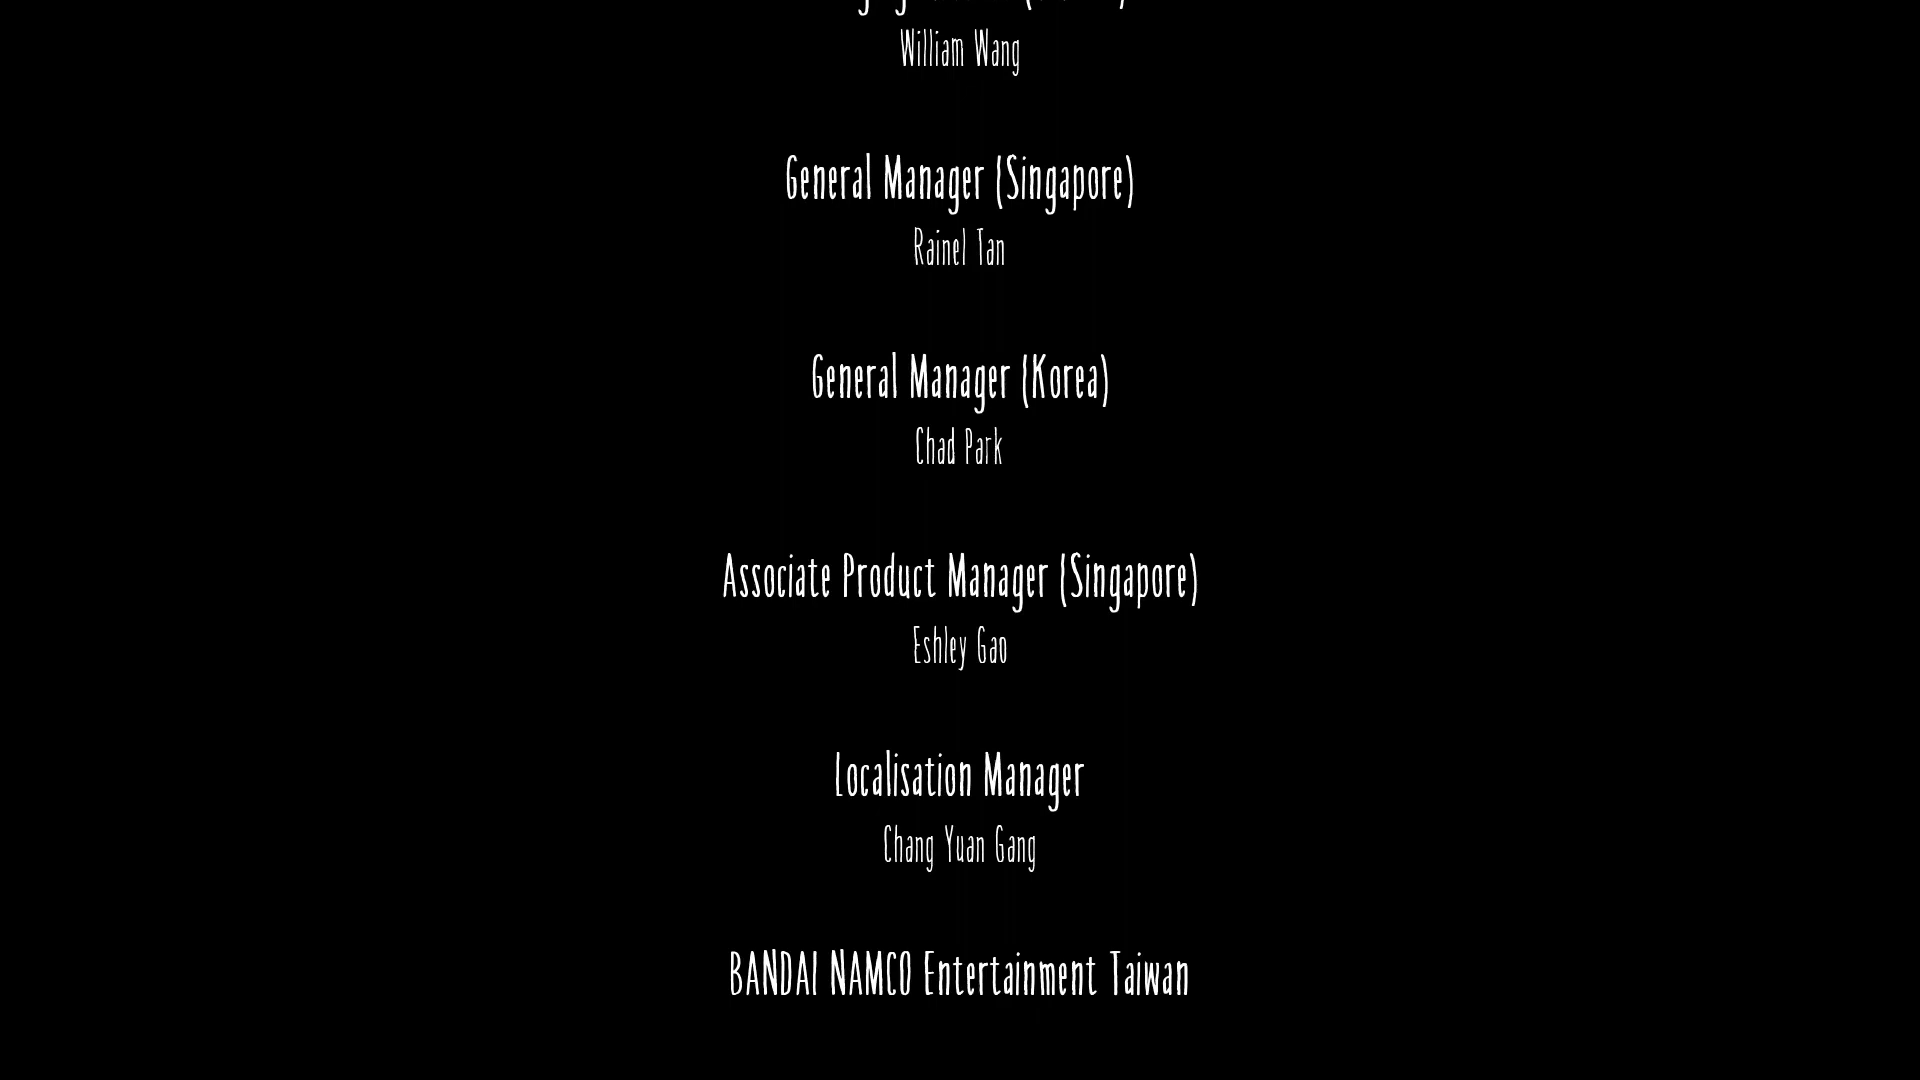 William Wang
General Manager (Singapore)
Rainel Tan
General Manager (Korea)
Chad Park
Associate Product Manager (Singapore)
Eshley Gao
Localisation Manager
Chang Yuan Gang
BANDAI NAMCO Entertainment Taiwan